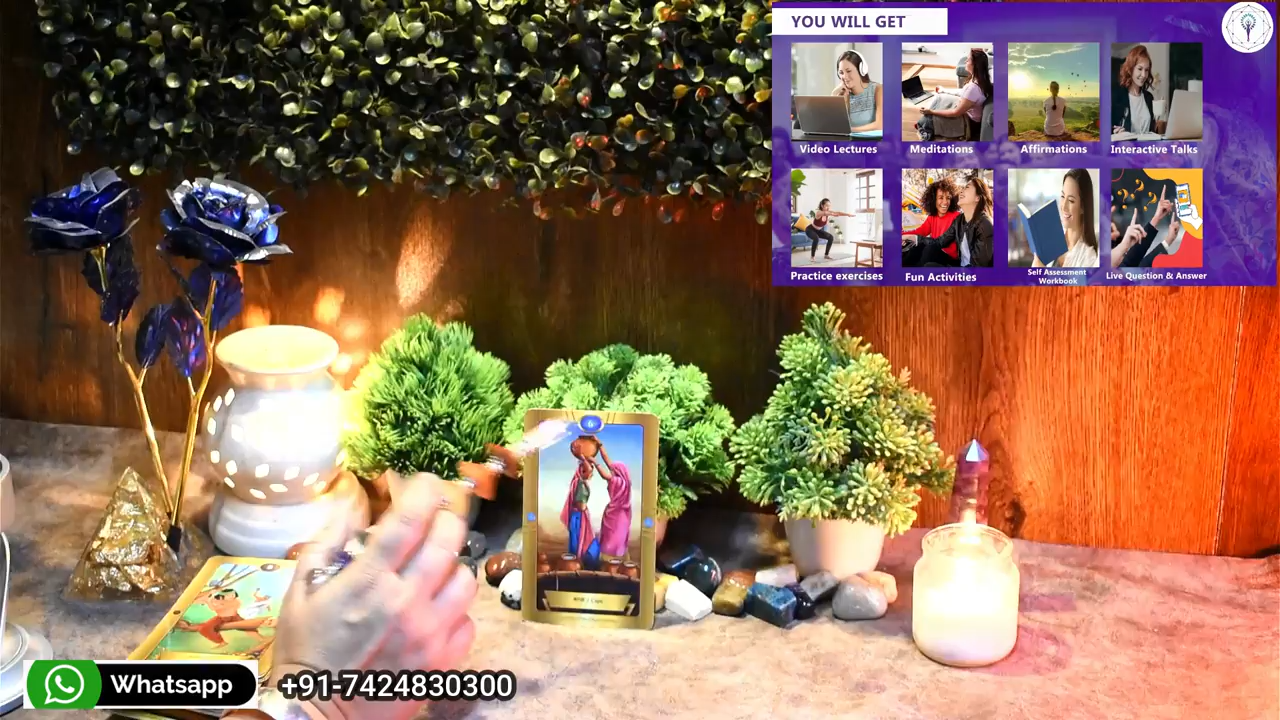 YOU WILL GET
Video Lectures
Meditations
Affirmations
Interactive Talks
Practice exercises
Fun Activities
Self Assessment
Workbook
Live Question & Answer
6
Whatsapp
+91-7424830300